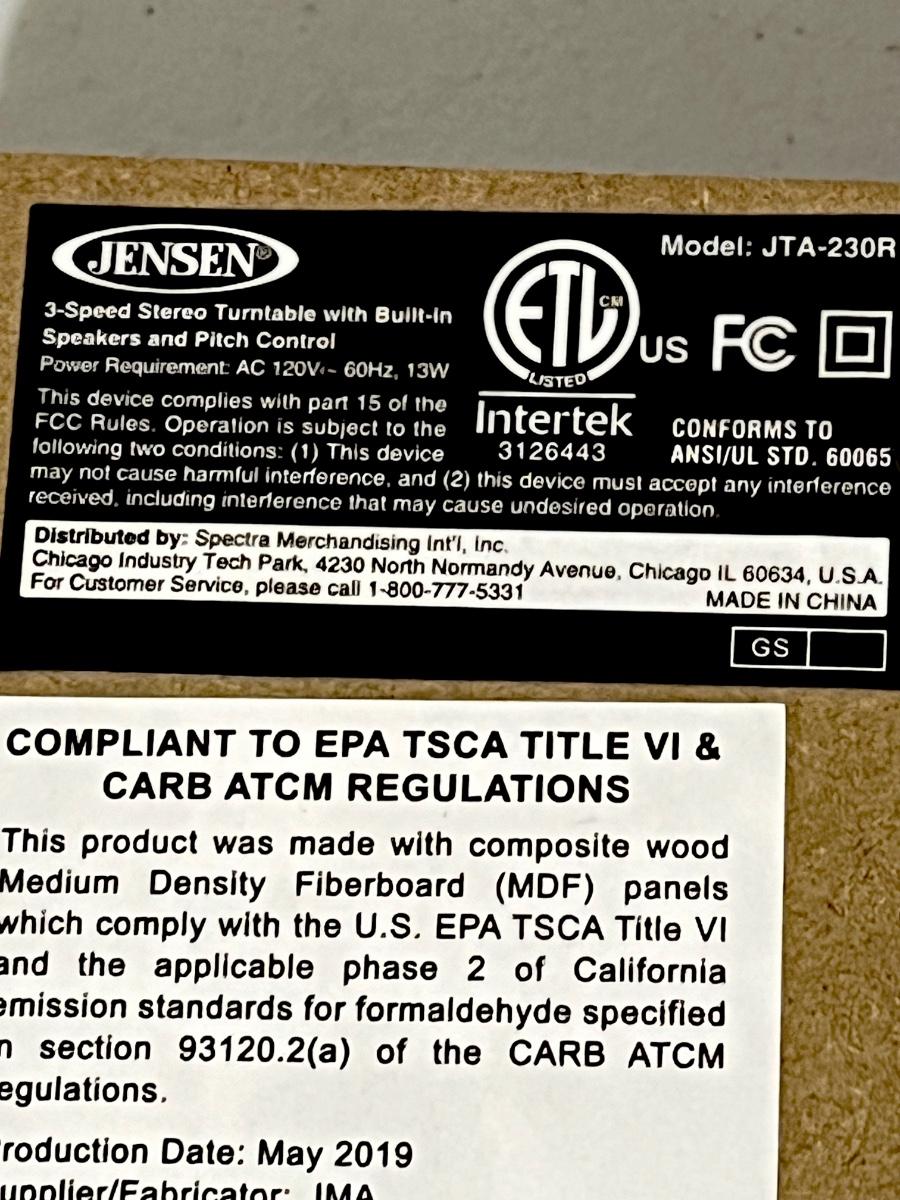 JENSEN®
Model: JTA-230R
3-Speed Stereo Turntable with Built-in
Speakers and Pitch Control
Power Requirement: AC 120V~ 60Hz, 13W
ETL CM
LISTED
US
FC
Intertek
3126443
CONFORMS TO
ANSI/UL STD. 60065
This device complies with part 15 of the
FCC Rules. Operation is subject to the
following two conditions: (1) This device
may not cause harmful interference, and (2) this device must accept any interference
received, including interference that may cause undesired operation.
Distributed by: Spectra Merchandising Int'l, Inc.
Chicago Industry Tech Park, 4230 North Normandy Avenue, Chicago IL 60634, U.S.A.
For Customer Service, please call 1-800-777-5331
MADE IN CHINA
GS
COMPLIANT TO EPA TSCA TITLE VI &
CARB ATCM REGULATIONS
This product was made with composite wood
Medium Density Fiberboard (MDF) panels
which comply with the U.S. EPA TSCA Title VI
and the applicable phase 2 of California
emission standards for formaldehyde specified
n section 93120.2(a) of the CARB ATCM
egulations.
roduction Date: May 2019
upplier/Fabricator: IMA